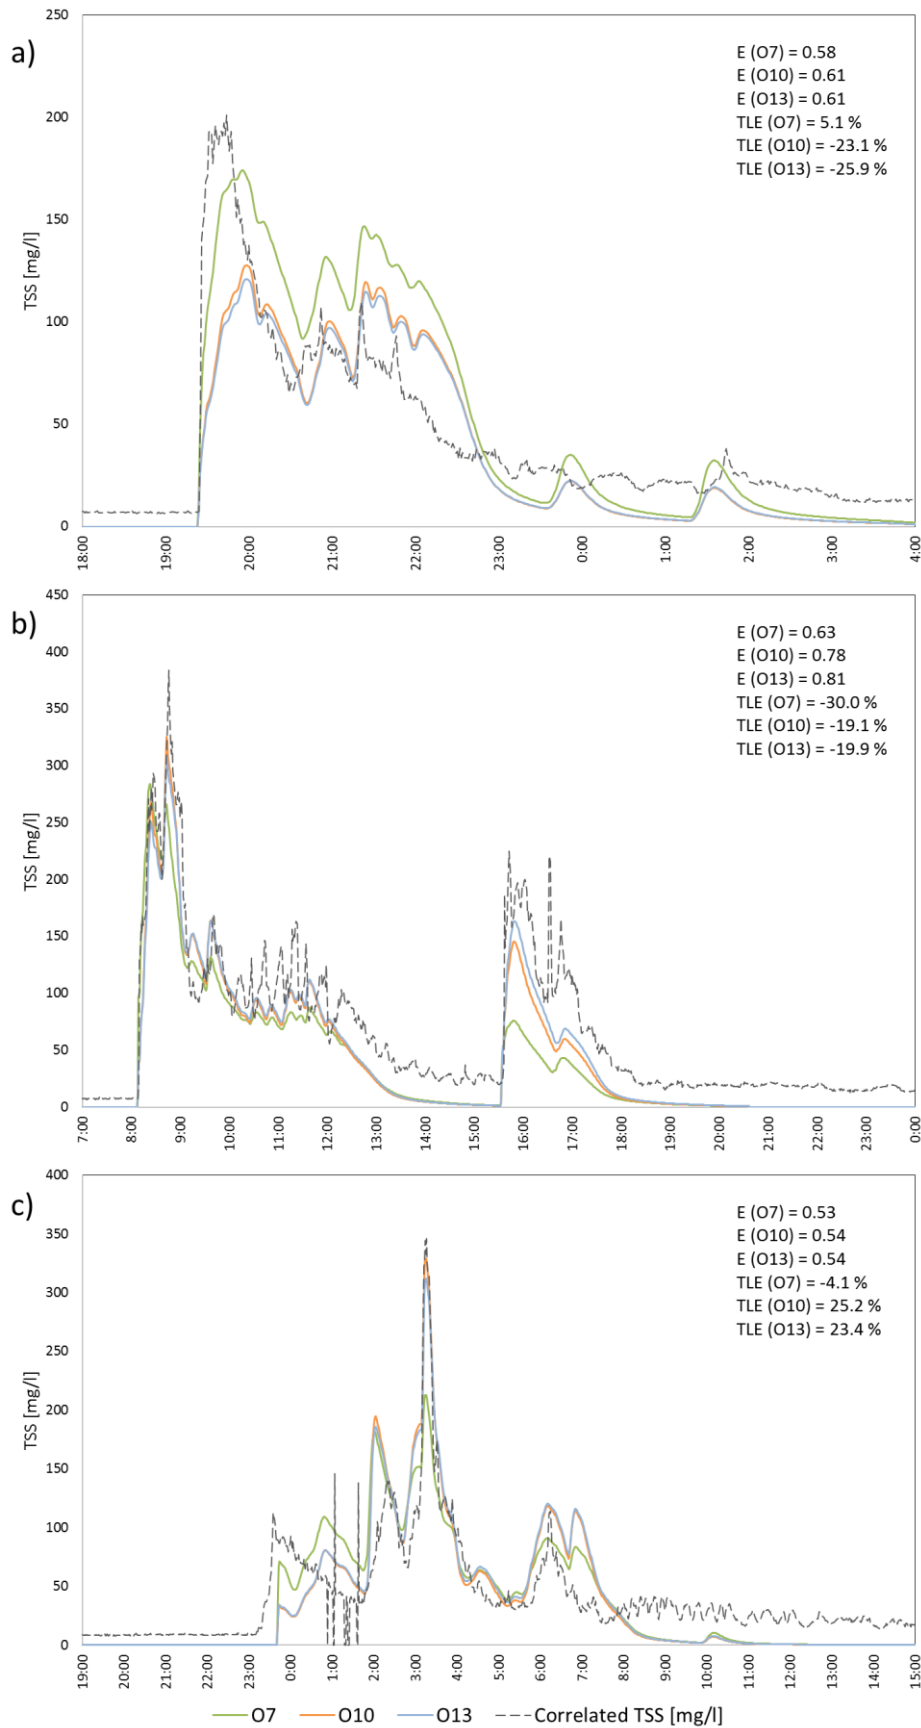 a)
250
200
150
100
50
0
TSS [mg/l]
E (O7) = 0.58
E (O10) = 0.61
E (O13) = 0.61
TLE (O7) = 5.1 %
TLE (O10) = -23.1 %
TLE (O13) = -25.9 %
18:00 19:00 20:00 21:00 22:00 23:00 0:00 1:00 2:00 3:00 4:00
b)
450
400
350
300
250
200
150
100
50
0
TSS [mg/l]
E (O7) = 0.63
E (O10) = 0.78
E (O13) = 0.81
TLE (O7) = -30.0 %
TLE (O10) = -19.1 %
TLE (O13) = -19.9 %
7:00 8:00 9:00 10:00 11:00 12:00 13:00 14:00 15:00 16:00 17:00 18:00 19:00 20:00 21:00 22:00 23:00 0:00
c)
400
350
300
250
200
150
100
50
0
TSS [mg/l]
E (O7) = 0.53
E (O10) = 0.54
E (O13) = 0.54
TLE (O7) = -4.1 %
TLE (O10) = 25.2 %
TLE (O13) = 23.4 %
19:00 20:00 21:00 22:00 23:00 0:00 1:00 2:00 3:00 4:00 5:00 6:00 7:00 8:00 9:00 10:00 11:00 12:00 13:00 14:00 15:00
O7 O10 O13 Correlated TSS [mg/l]